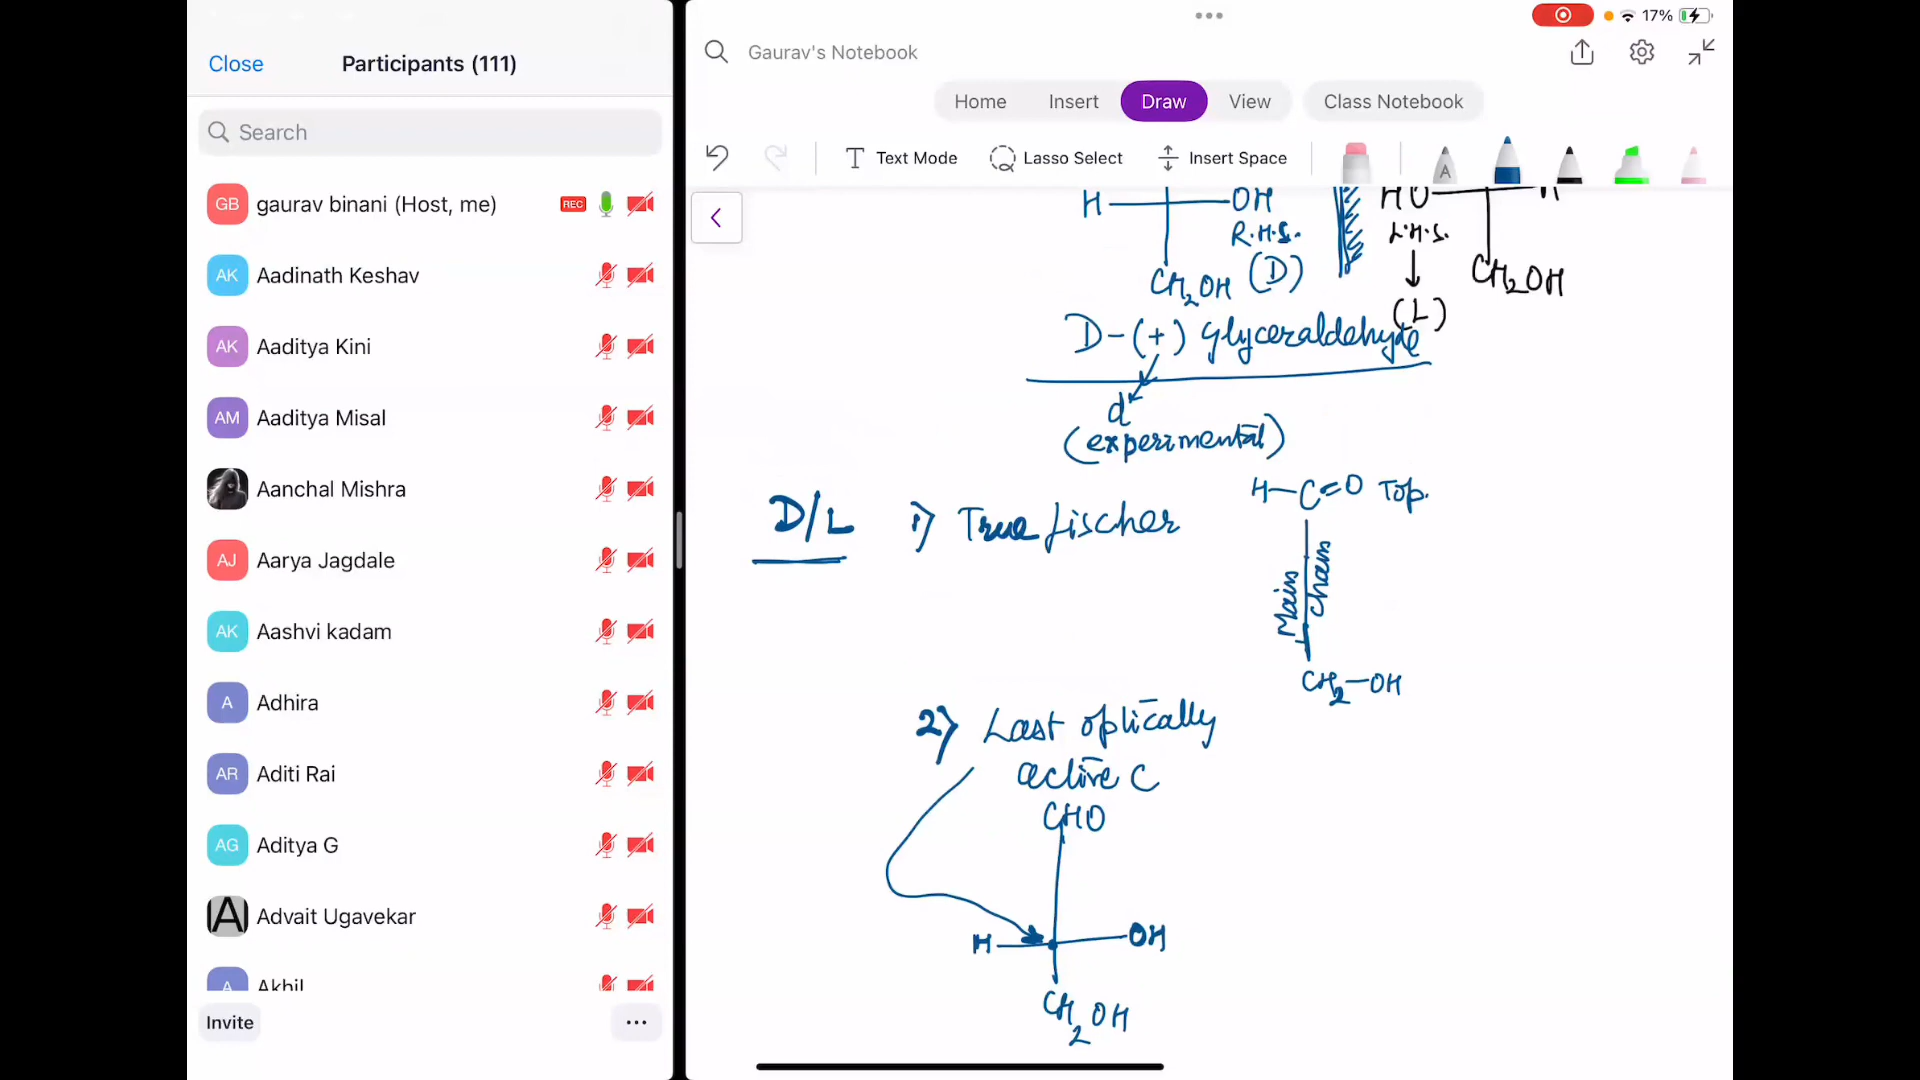 Close
Participants (111)
Search
GB gaurav binani (Host, me) REC
AK Aadinath Keshav
AK Aaditya Kini
AM Aaditya Misal
Aanchal Mishra
AJ Aarya Jagdale
AK Aashvi kadam
A Adhira
AR Aditi Rai
AG Aditya G
A Advait Ugavekar
A Akhil
Invite
17%
Gaurav's Notebook
Home Insert Draw View Class Notebook
Text Mode Lasso Select Insert Space A
H OH HO H
R.H.S. L.H.S.
CH2OH (D) CH2OH
(L)
D-(+) glyceraldehyde
d
(experimental)
H-C=O Top.
D/L 1) True fischer
Main
chain
CH2-OH
2) Last optically
active C
CHO
H OH
CH2OH